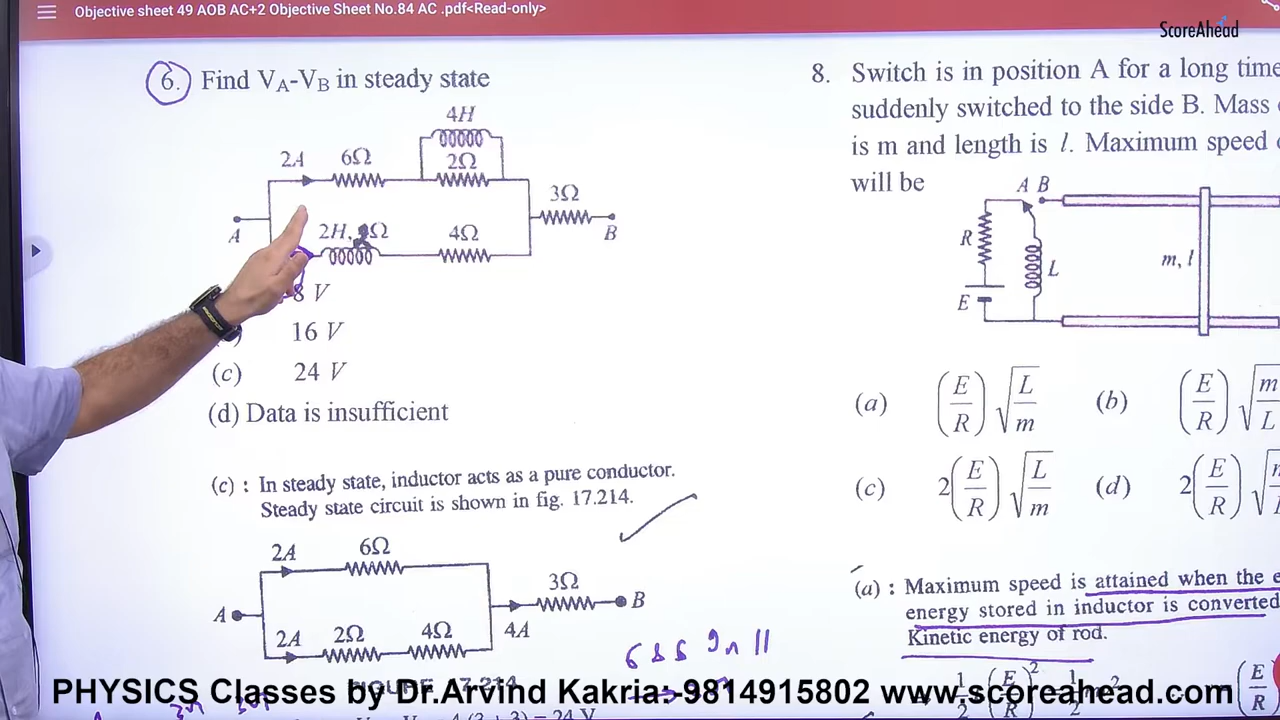 Objective sheet 49 AOB AC+2 Objective Sheet No.84 AC .pdf<Read-only>
ScoreAhead
6. Find VA-VB in steady state
4H
2A 6Ω 2Ω
3Ω
A B
2H, Ω 4Ω
8 V
16 V
(c) 24 V
(d) Data is insufficient
(c) : In steady state, inductor acts as a pure conductor.
Steady state circuit is shown in fig. 17.214.
2A 6Ω
3Ω
A B
2A 2Ω 4Ω 4A
6 & 6 In ||
8. Switch is in position A for a long time
suddenly switched to the side B. Mass
is m and length is l. Maximum speed
will be
A B
R
m, l
L
E
(a) (E/R) √(L/m) (b) (E/R) √(m/L)
(c) 2(E/R) √(L/m) (d) 2(E/R)
(a) : Maximum speed is attained when the
energy stored in inductor is converted
Kinetic energy of rod.
PHYSICS Classes by Dr.Arvind Kakria:-9814915802 www.scoreahead.com